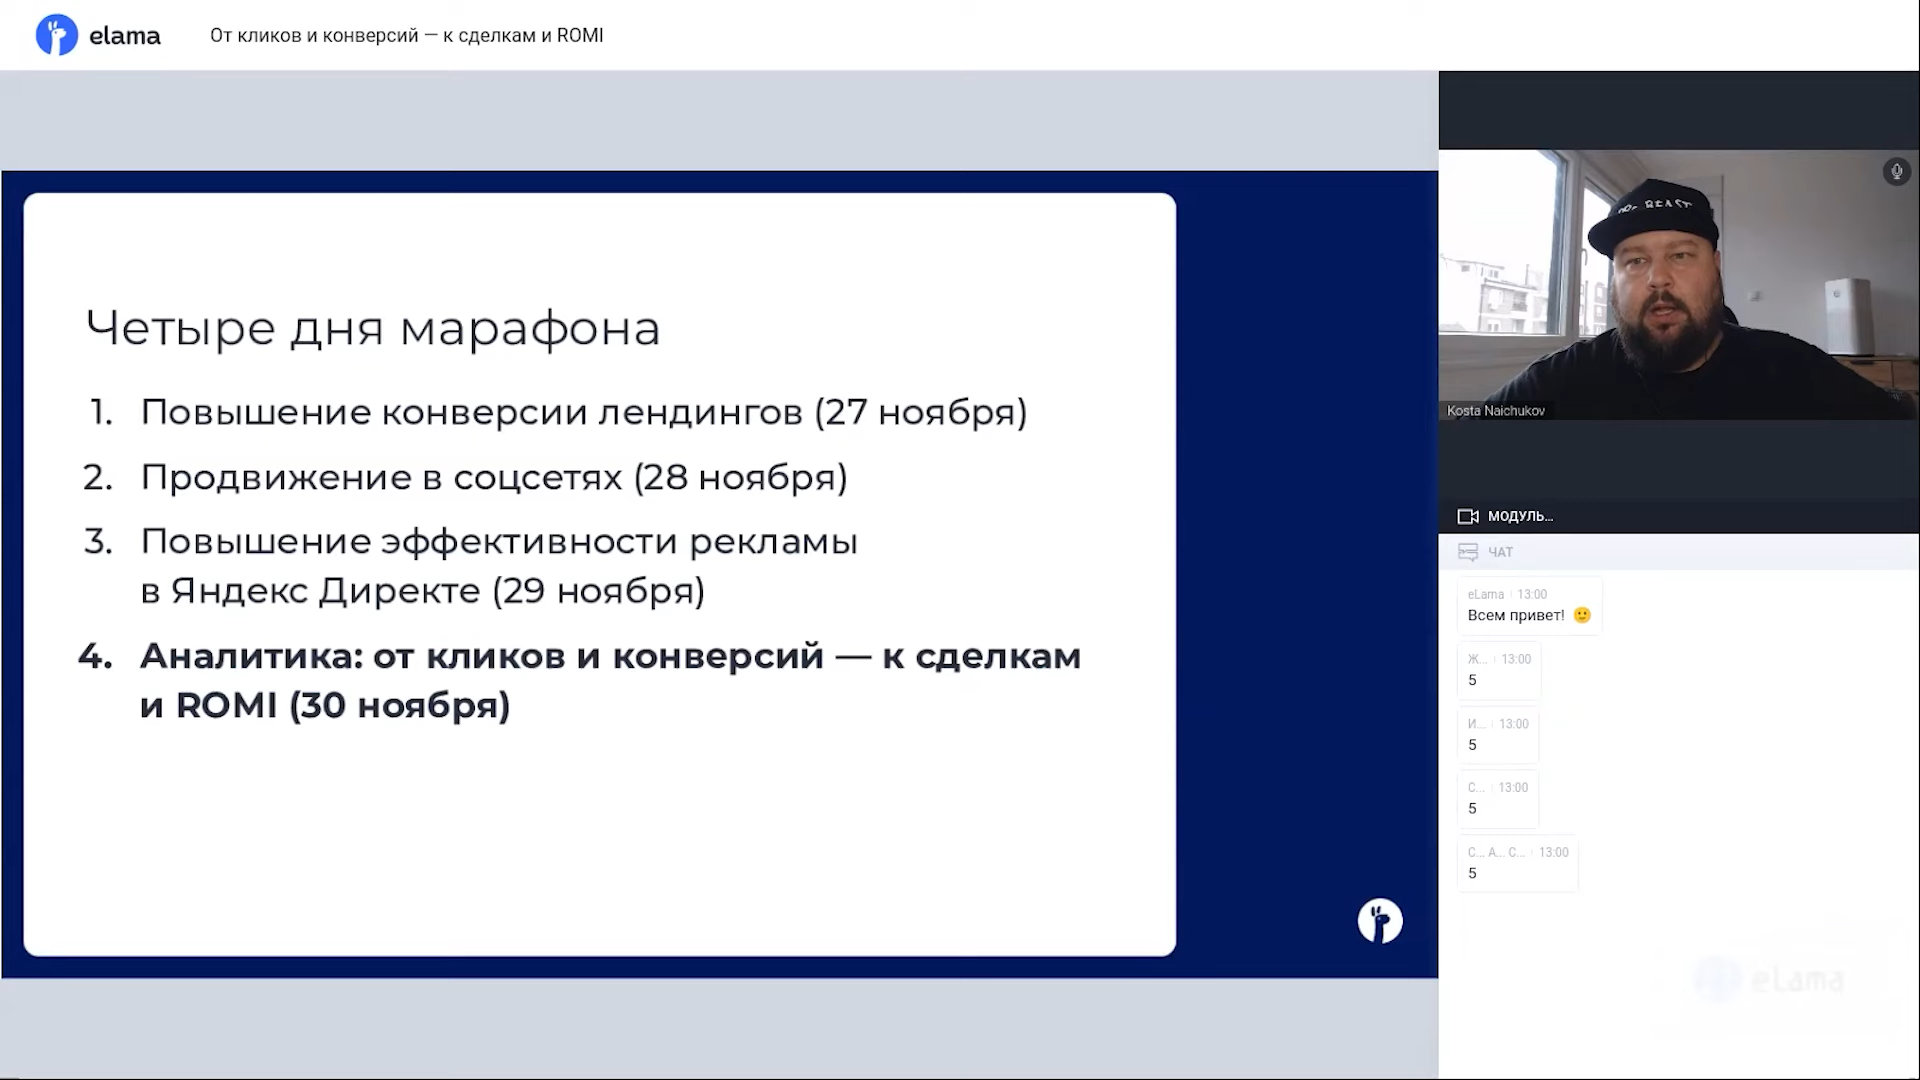 elama
От кликов и конверсий — к сделкам и ROMI
Четыре дня марафона
1. Повышение конверсии лендингов (27 ноября)
2. Продвижение в соцсетях (28 ноября)
3. Повышение эффективности рекламы
в Яндекс Директе (29 ноября)
4. Аналитика: от кликов и конверсий — к сделкам
и ROMI (30 ноября)
BEAST
Kosta Naichukov
МОДУЛЬ...
ЧАТ
eLama 13:00
Всем привет! 🙂
Ж... 13:00
5
И... 13:00
5
С... 13:00
5
С... А... С... 13:00
5
eLama